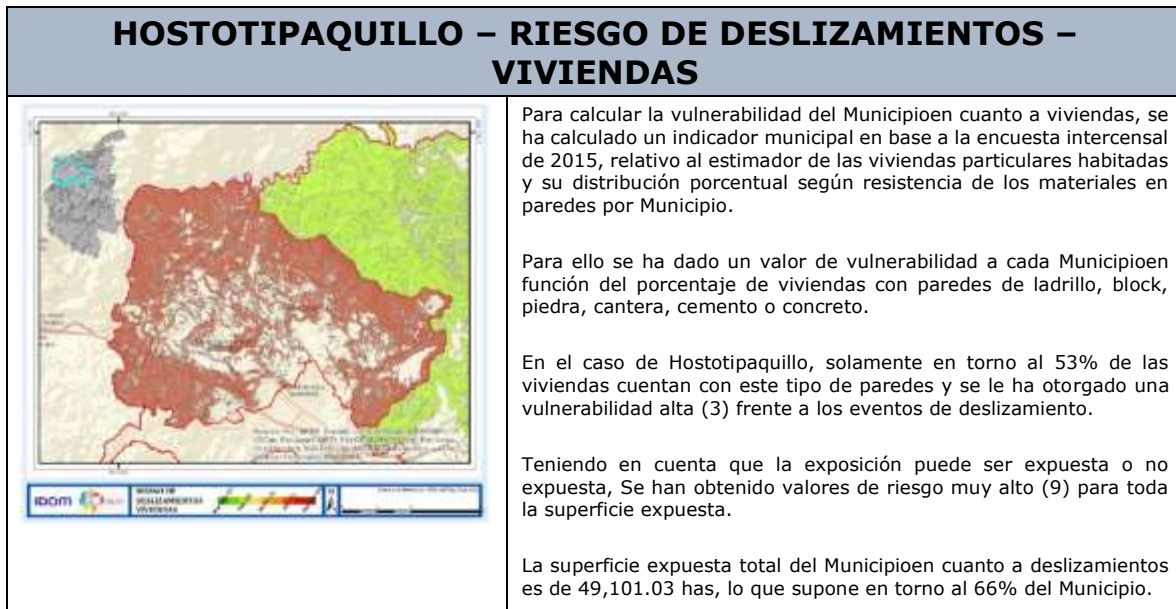 HOSTOTIPAQUILLO – RIESGO DE DESLIZAMIENTOS –
VIVIENDAS
Para calcular la vulnerabilidad del Municipioen cuanto a viviendas, se
ha calculado un indicador municipal en base a la encuesta intercensal
de 2015, relativo al estimador de las viviendas particulares habitadas
y su distribución porcentual según resistencia de los materiales en
paredes por Municipio.
Para ello se ha dado un valor de vulnerabilidad a cada Municipioen
función del porcentaje de viviendas con paredes de ladrillo, block,
piedra, cantera, cemento o concreto.
En el caso de Hostotipaquillo, solamente en torno al 53% de las
viviendas cuentan con este tipo de paredes y se le ha otorgado una
vulnerabilidad alta (3) frente a los eventos de deslizamiento.
Teniendo en cuenta que la exposición puede ser expuesta o no
expuesta, Se han obtenido valores de riesgo muy alto (9) para toda
la superficie expuesta.
La superficie expuesta total del Municipioen cuanto a deslizamientos
es de 49,101.03 has, lo que supone en torno al 66% del Municipio.
IDOM
RIESGO DE
DESLIZAMIENTOS
VIVIENDAS